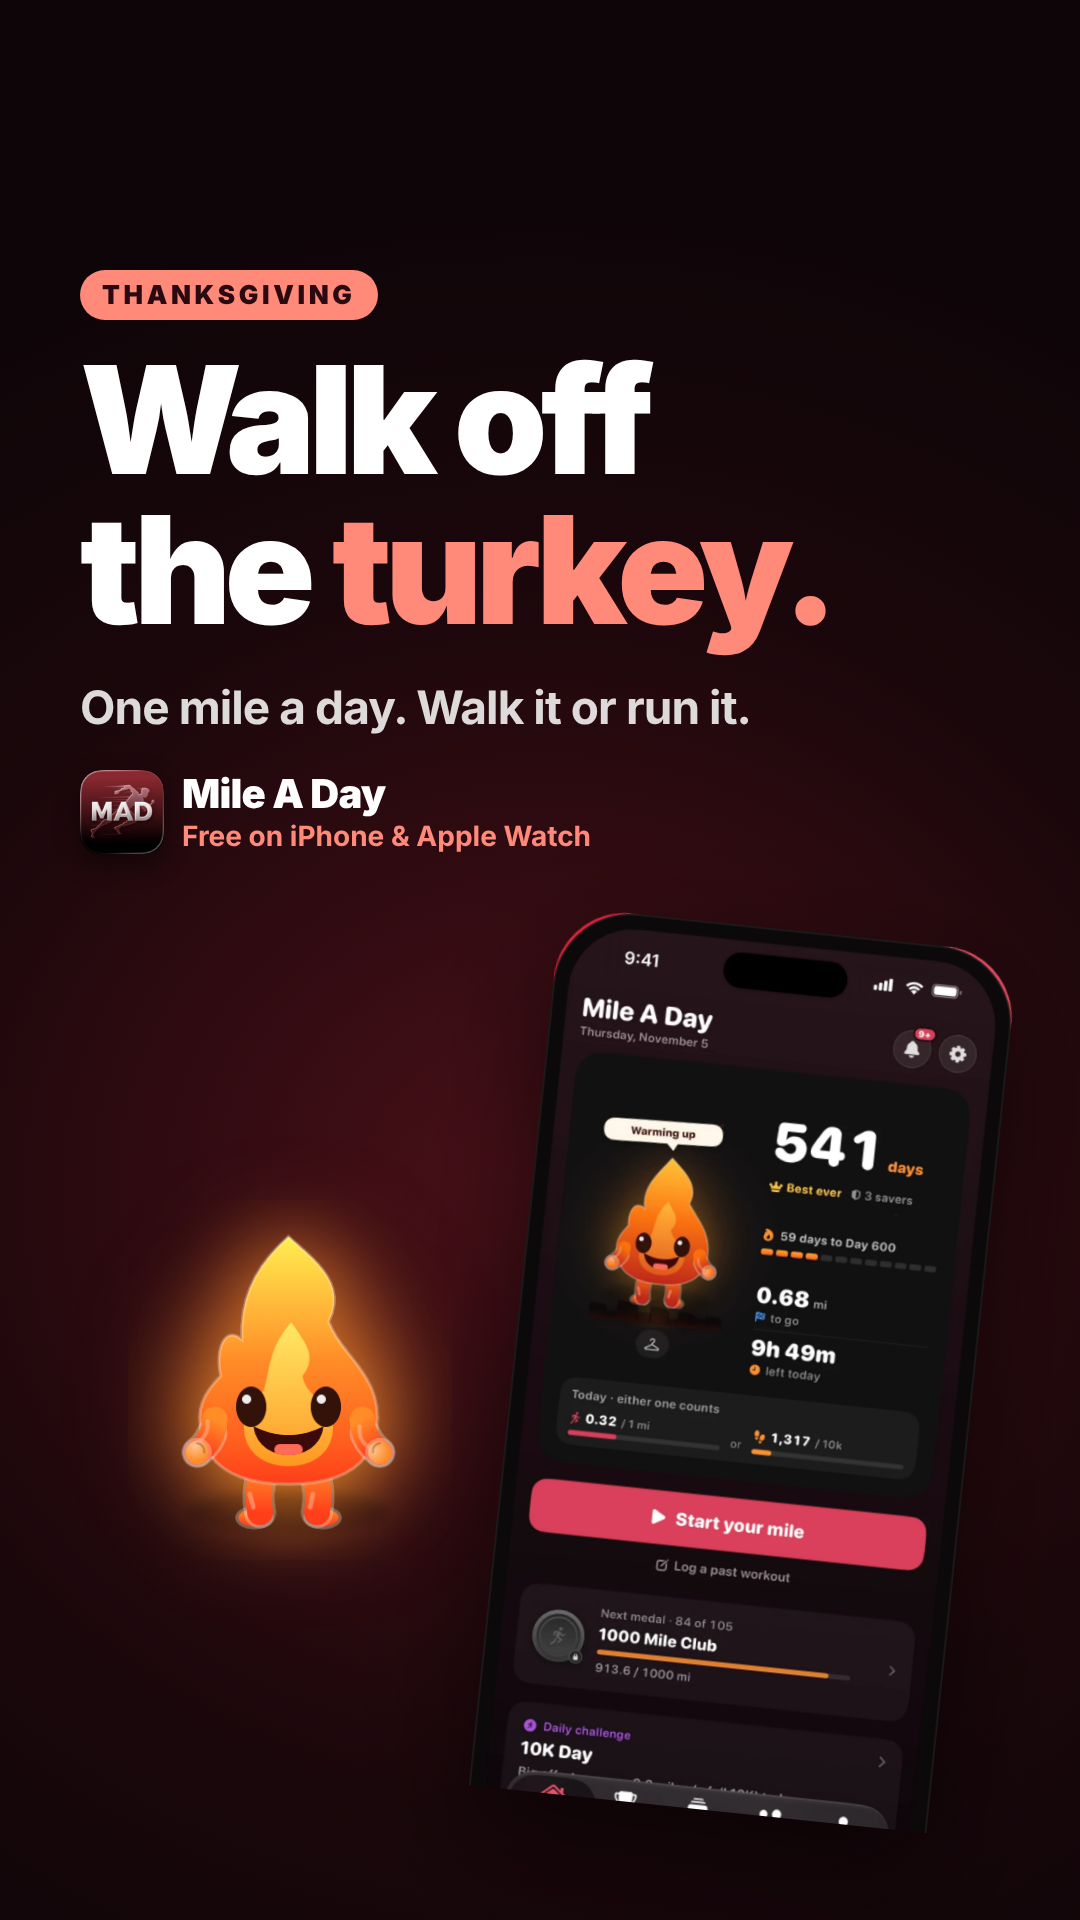 THANKSGIVING
Walk off
the turkey.
One mile a day. Walk it or run it.
MAD
Mile A Day
Free on iPhone & Apple Watch
9:41
Mile A Day
Thursday, November 5
9+
Warming up
541 days
Best ever 3 savers
59 days to Day 600
0.68 mi
to go
9h 49m
left today
Today · either one counts
0.32 / 1 mi or 1,317 / 10k
Start your mile
Log a past workout
Next medal · 84 of 105
1000 Mile Club
913.6 / 1000 mi
Daily challenge
10K Day